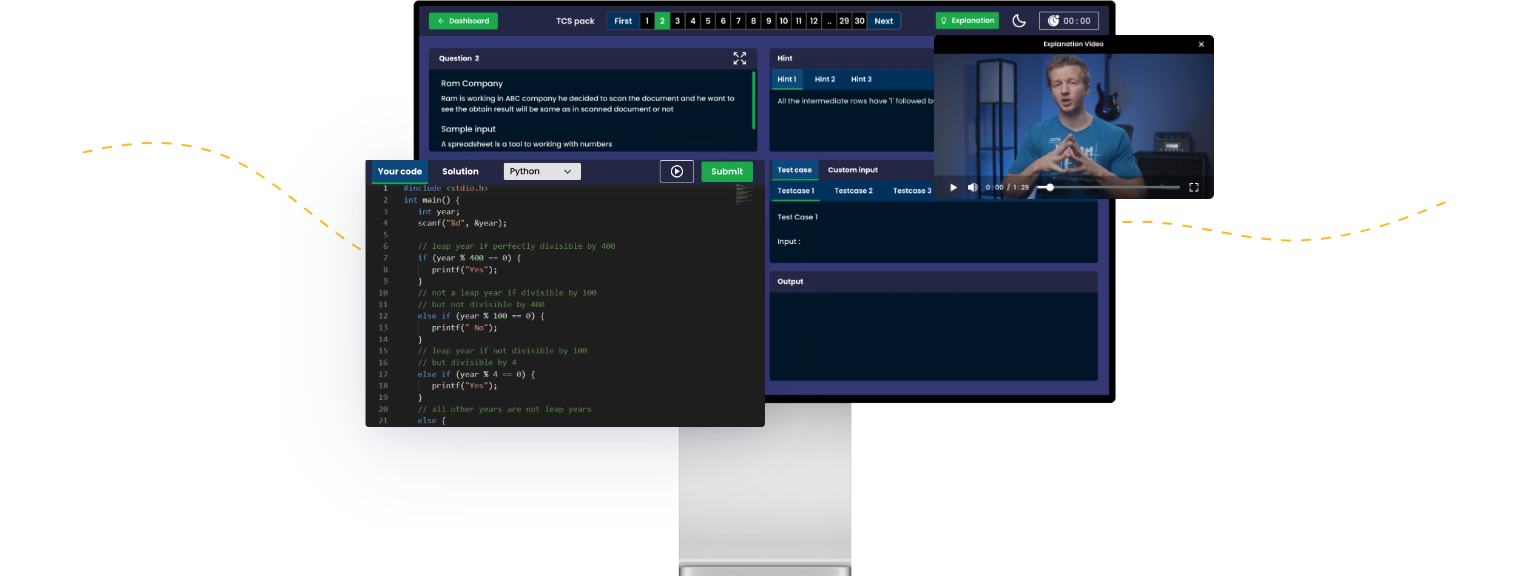 ← Dashboard
TCS pack
First 1 2 3 4 5 6 7 8 9 10 11 12 .. 29 30 Next
Explanation
00 : 00
Question 2
Ram Company
Ram is working in ABC company he decided to scan the document and he want to
see the obtain result will be same as in scanned document or not
Sample input
A spreadsheet is a tool to working with numbers
Hint
Hint 1 Hint 2 Hint 3
All the intermediate rows have '1' followed by
Explanation Video
0:00 / 1:29
Your code Solution Python Submit
1 #include <stdio.h>
2 int main() {
3 int year;
4 scanf("%d", &year);
5
6 // leap year if perfectly divisible by 400
7 if (year % 400 == 0) {
8 printf("Yes");
9 }
10 // not a leap year if divisible by 100
11 // but not divisible by 400
12 else if (year % 100 == 0) {
13 printf(" No");
14 }
15 // leap year if not divisible by 100
16 // but divisible by 4
17 else if (year % 4 == 0) {
18 printf("Yes");
19 }
20 // all other years are not leap years
21 else {
Test case Custom input
Testcase 1 Testcase 2 Testcase 3
Test Case 1
Input :
Output